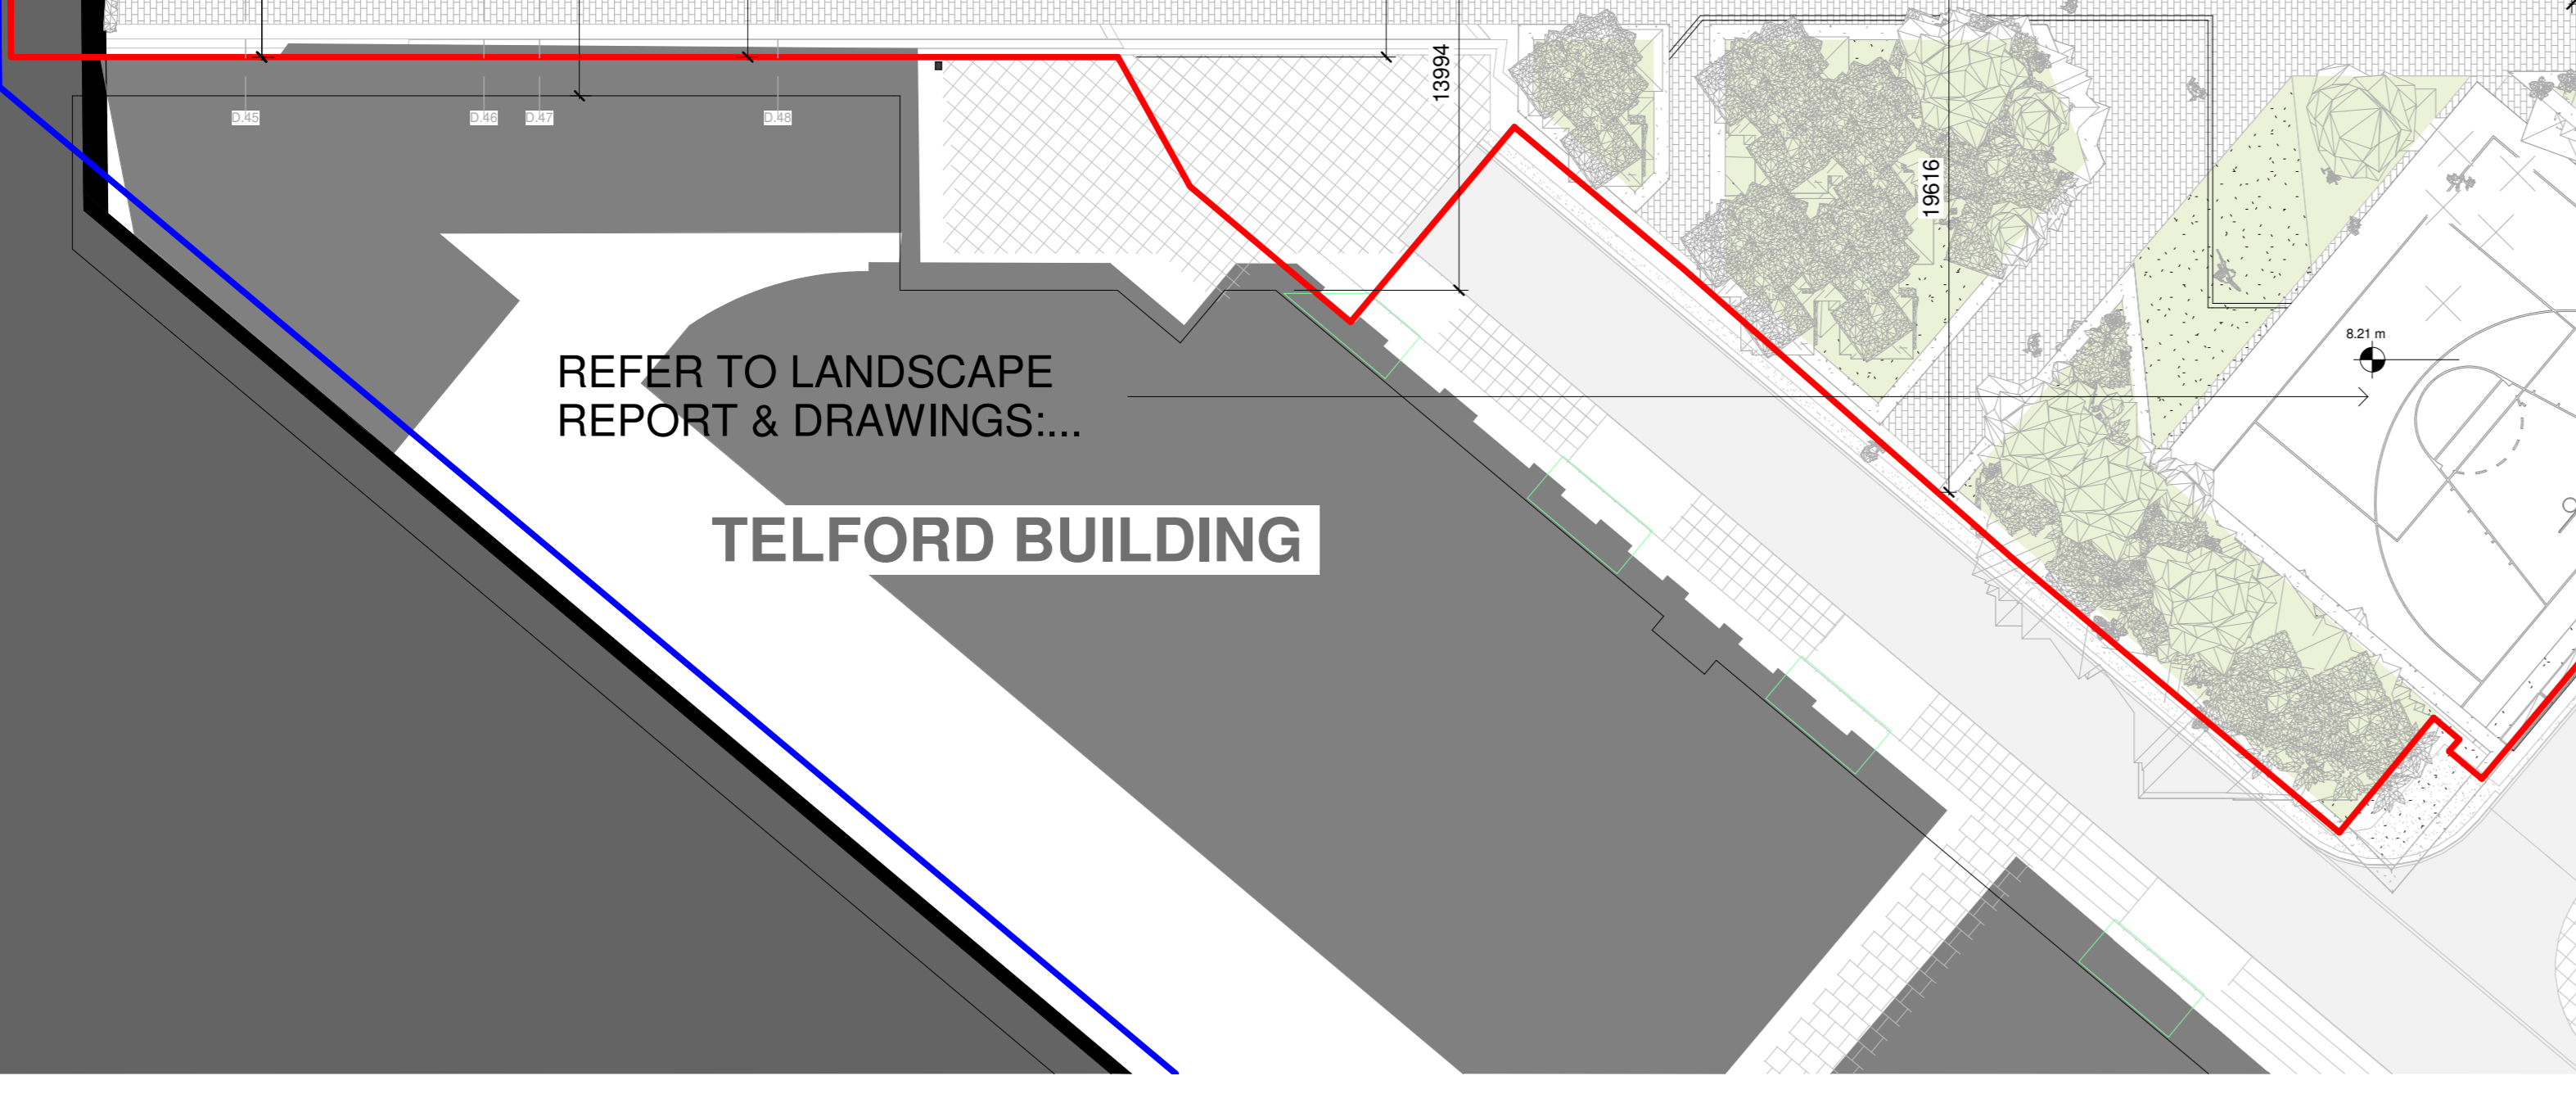 13994
D.45
D.46
D.47
D.48
19616
8.21 m
REFER TO LANDSCAPE
REPORT & DRAWINGS:...
TELFORD BUILDING